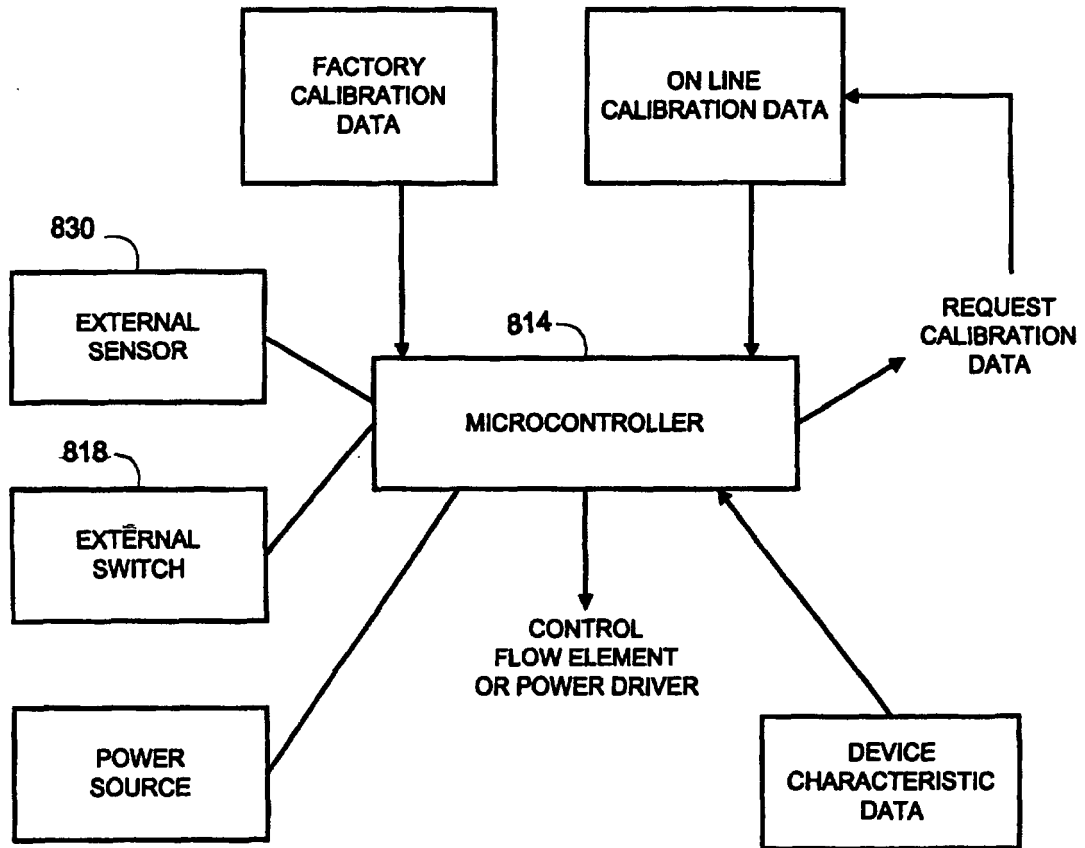 FACTORY
CALIBRATION
DATA
ON LINE
CALIBRATION DATA
830
EXTERNAL
SENSOR
814
MICROCONTROLLER
REQUEST
CALIBRATION
DATA
818
EXTERNAL
SWITCH
CONTROL
FLOW ELEMENT
OR POWER DRIVER
POWER
SOURCE
DEVICE
CHARACTERISTIC
DATA